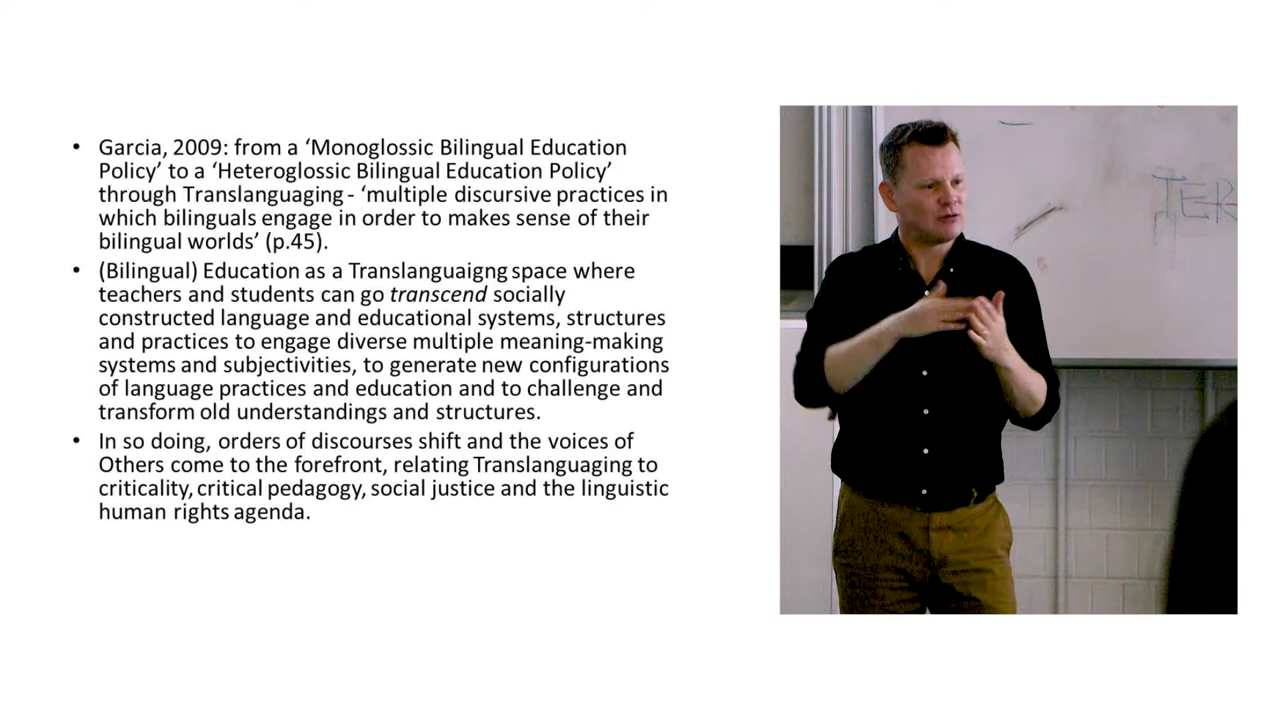 • Garcia, 2009: from a ‘Monoglossic Bilingual Education
Policy’ to a ‘Heteroglossic Bilingual Education Policy’
through Translanguaging - ‘multiple discursive practices in
which bilinguals engage in order to makes sense of their
bilingual worlds’ (p.45).
• (Bilingual) Education as a Translanguaigng space where
teachers and students can go transcend socially
constructed language and educational systems, structures
and practices to engage diverse multiple meaning-making
systems and subjectivities, to generate new configurations
of language practices and education and to challenge and
transform old understandings and structures.
• In so doing, orders of discourses shift and the voices of
Others come to the forefront, relating Translanguaging to
criticality, critical pedagogy, social justice and the linguistic
human rights agenda.
TER